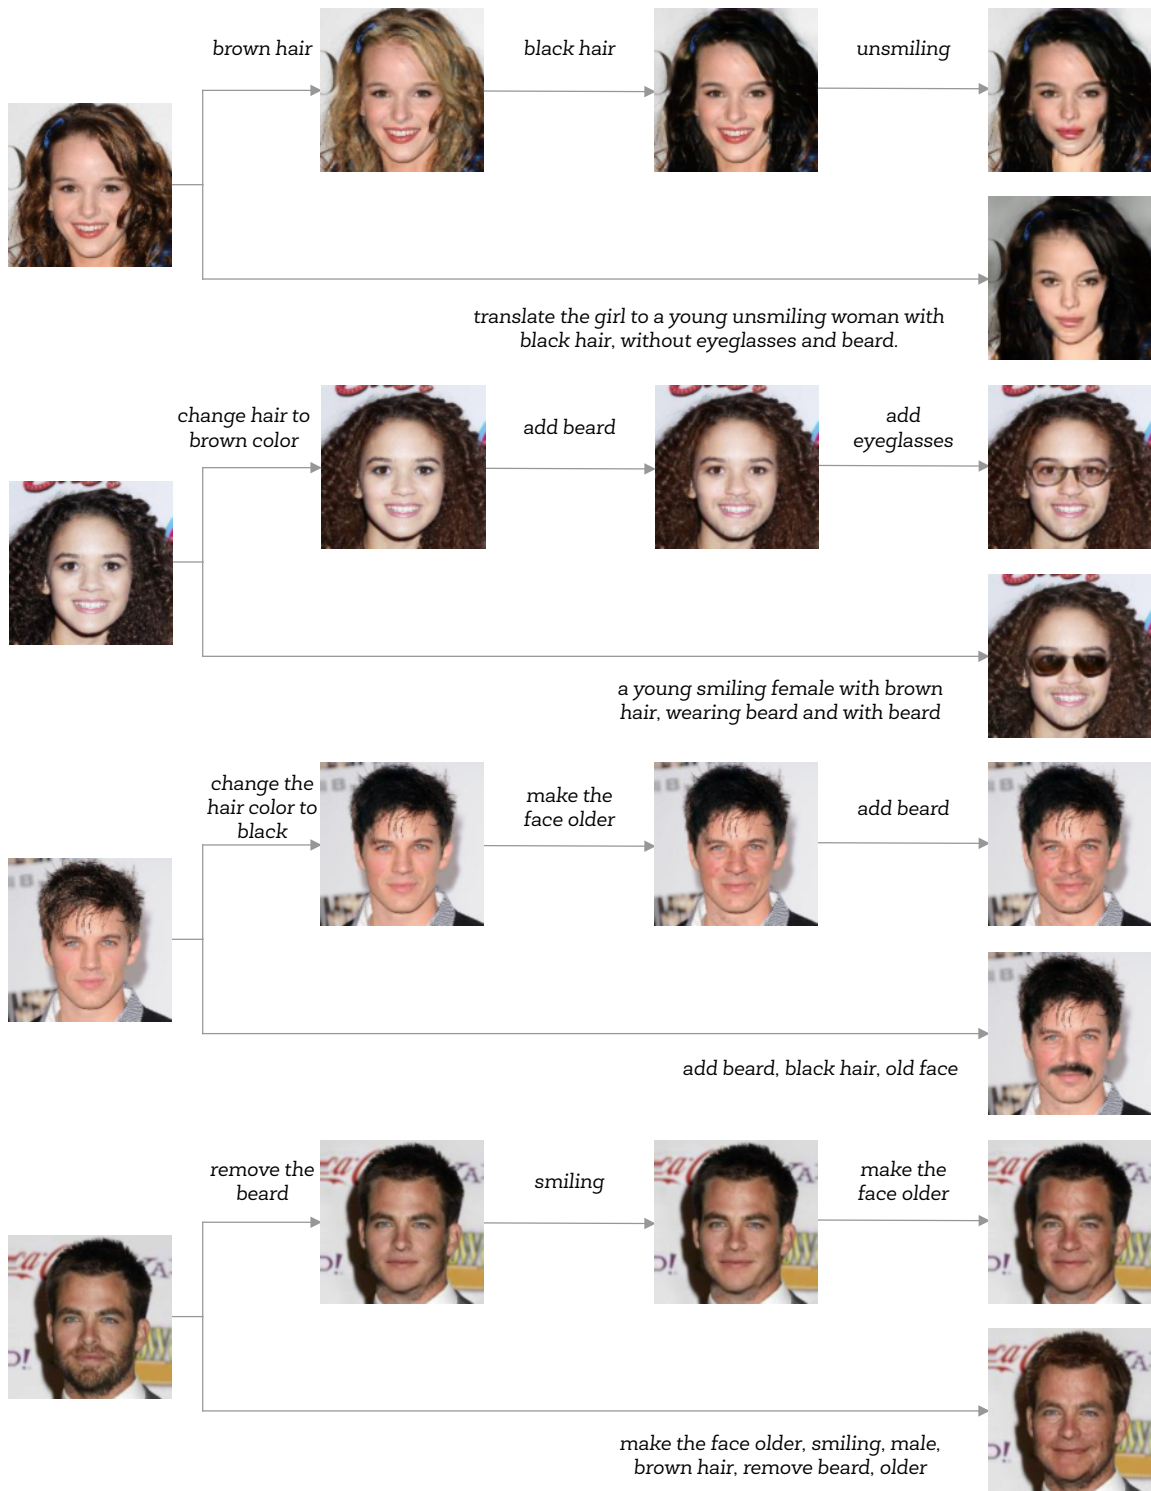 brown hair
black hair
unsmiling
translate the girl to a young unsmiling woman with
black hair, without eyeglasses and beard.
change hair to
brown color
add beard
add
eyeglasses
a young smiling female with brown
hair, wearing beard and with beard
change the
hair color to
black
make the
face older
add beard
add beard, black hair, old face
remove the
beard
smiling
make the
face older
make the face older, smiling, male,
brown hair, remove beard, older